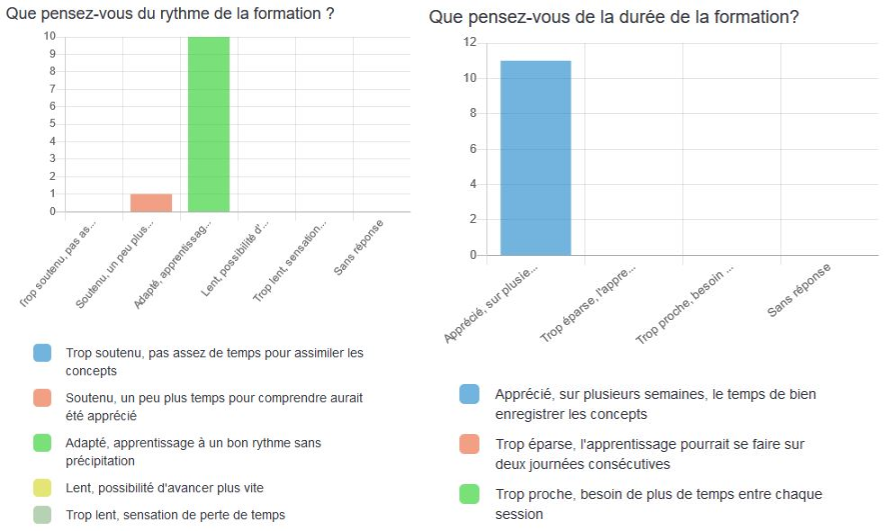 Que pensez-vous du rythme de la formation ?
10
9
8
7
6
5
4
3
2
1
0
Trop soutenu, pas as...
Soutenu, un peu plus...
Adapté, apprentissag...
Lent, possibilité d'...
Trop lent, sensation...
Sans réponse
Trop soutenu, pas assez de temps pour assimiler les
concepts
Soutenu, un peu plus temps pour comprendre aurait
été apprécié
Adapté, apprentissage à un bon rythme sans
précipitation
Lent, possibilité d'avancer plus vite
Trop lent, sensation de perte de temps
Que pensez-vous de la durée de la formation?
12
10
8
6
4
2
0
Apprécié, sur plusie...
Trop éparse, l'appre...
Trop proche, besoin ...
Sans réponse
Apprécié, sur plusieurs semaines, le temps de bien
enregistrer les concepts
Trop éparse, l'apprentissage pourrait se faire sur
deux journées consécutives
Trop proche, besoin de plus de temps entre chaque
session